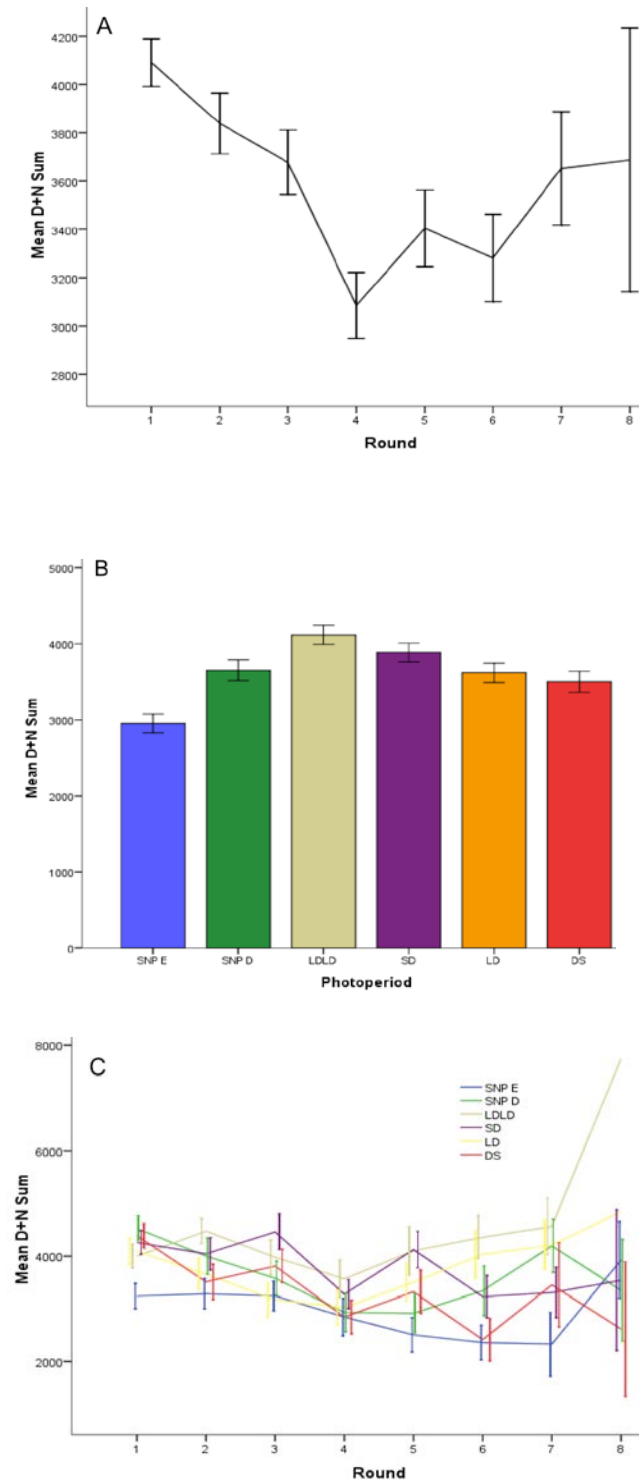 A
4200
4000
3800
3600
3400
3200
3000
2800
Mean D+N Sum
1 2 3 4 5 6 7 8
Round
B
5000
4000
3000
2000
1000
0
Mean D+N Sum
SNP E SNP D LDLD SD LD DS
Photoperiod
C
8000
6000
4000
2000
Mean D+N Sum
SNP E
SNP D
LDLD
SD
LD
DS
1 2 3 4 5 6 7 8
Round